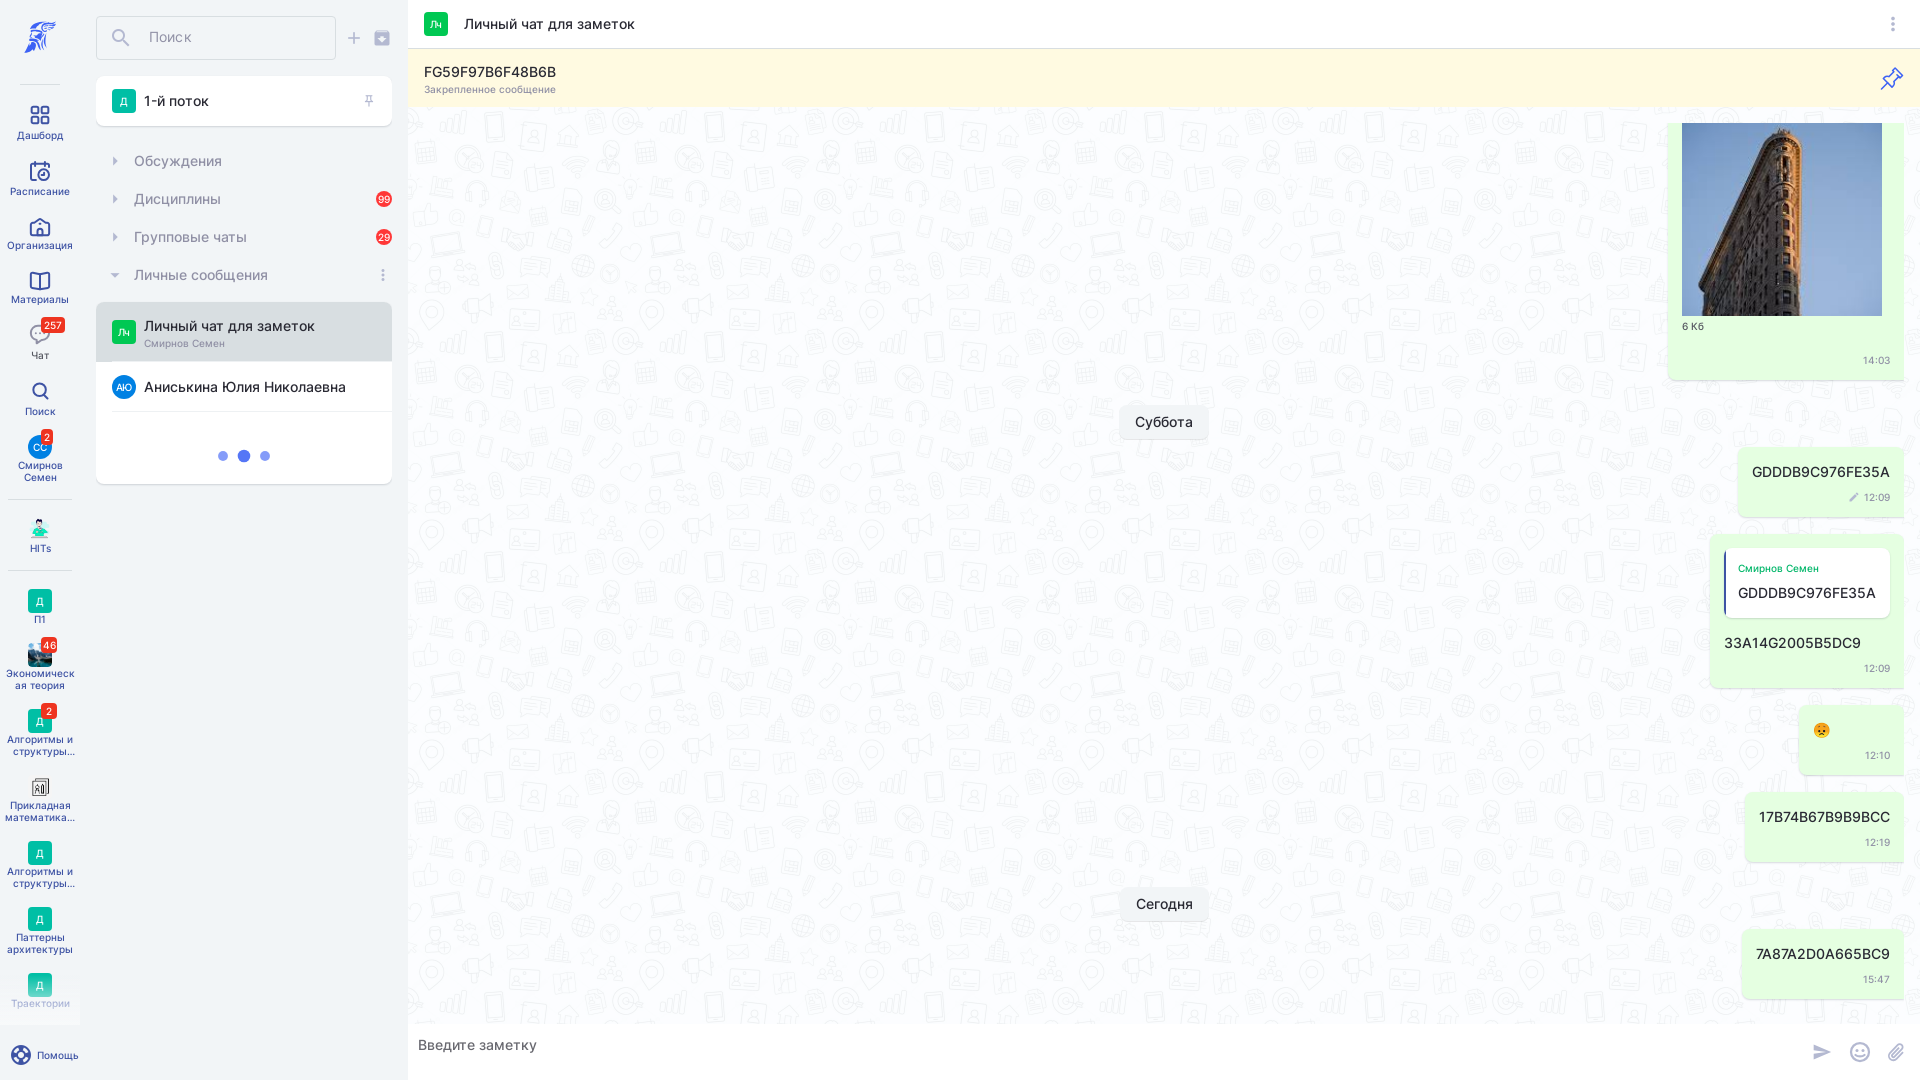 Дашборд
Расписание
Организация
Материалы
257
Чат
Поиск
СС
2
Смирнов
Семен
HITs
Д
П1
46
Экономическ
ая теория
Д
2
Алгоритмы и
структуры...
Прикладная
математика...
Д
Алгоритмы и
структуры...
Д
Паттерны
архитектуры
Д
Траектории
Помощь
Поиск
Д
1-й поток
Обсуждения
Дисциплины
99
Групповые чаты
29
Личные сообщения
Лч
Личный чат для заметок
Смирнов Семен
АЮ
Аниськина Юлия Николаевна
Лч
Личный чат для заметок
FG59F97B6F48B6B
Закрепленное сообщение
6 Кб
14:03
Суббота
GDDDB9C976FE35A
12:09
Смирнов Семен
GDDDB9C976FE35A
33A14G2005B5DC9
12:09
12:10
17B74B67B9B9BCC
12:19
Сегодня
7A87A2D0A665BC9
15:47
Введите заметку